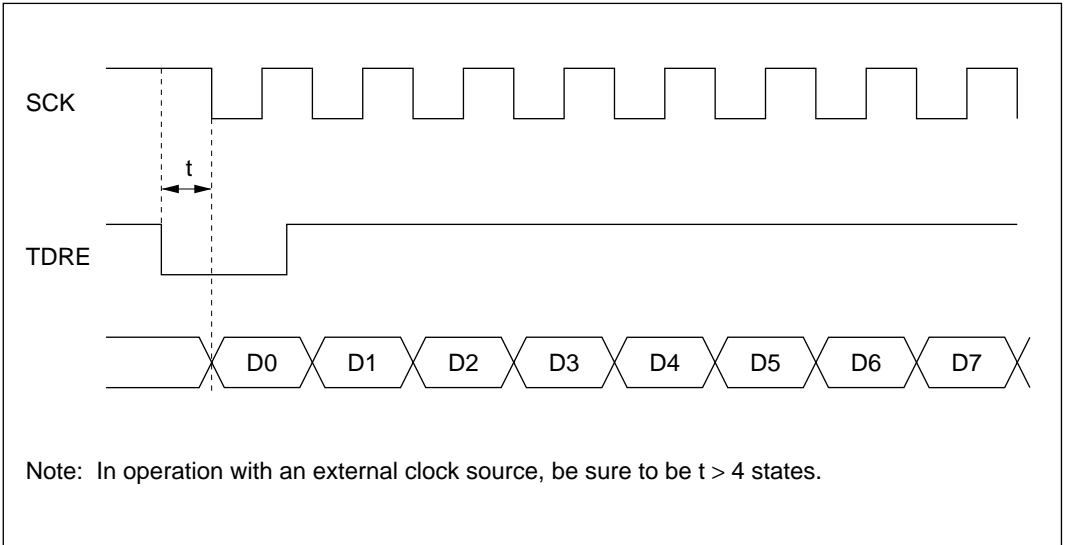 SCK
t
TDRE
D0 D1 D2 D3 D4 D5 D6 D7
Note: In operation with an external clock source, be sure to be t > 4 states.